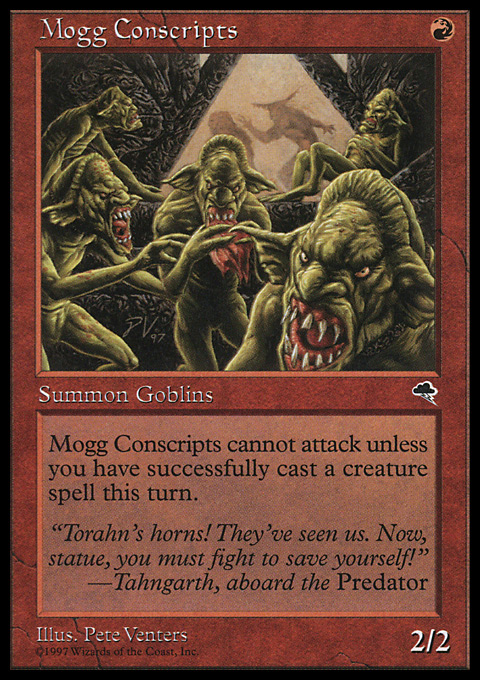 Mogg Conscripts
PV
97
Summon Goblins
Mogg Conscripts cannot attack unless
you have successfully cast a creature
spell this turn.
“Torahn’s horns! They’ve seen us. Now,
statue, you must fight to save yourself!”
—Tahngarth, aboard the Predator
Illus. Pete Venters
©1997 Wizards of the Coast, Inc.
2/2